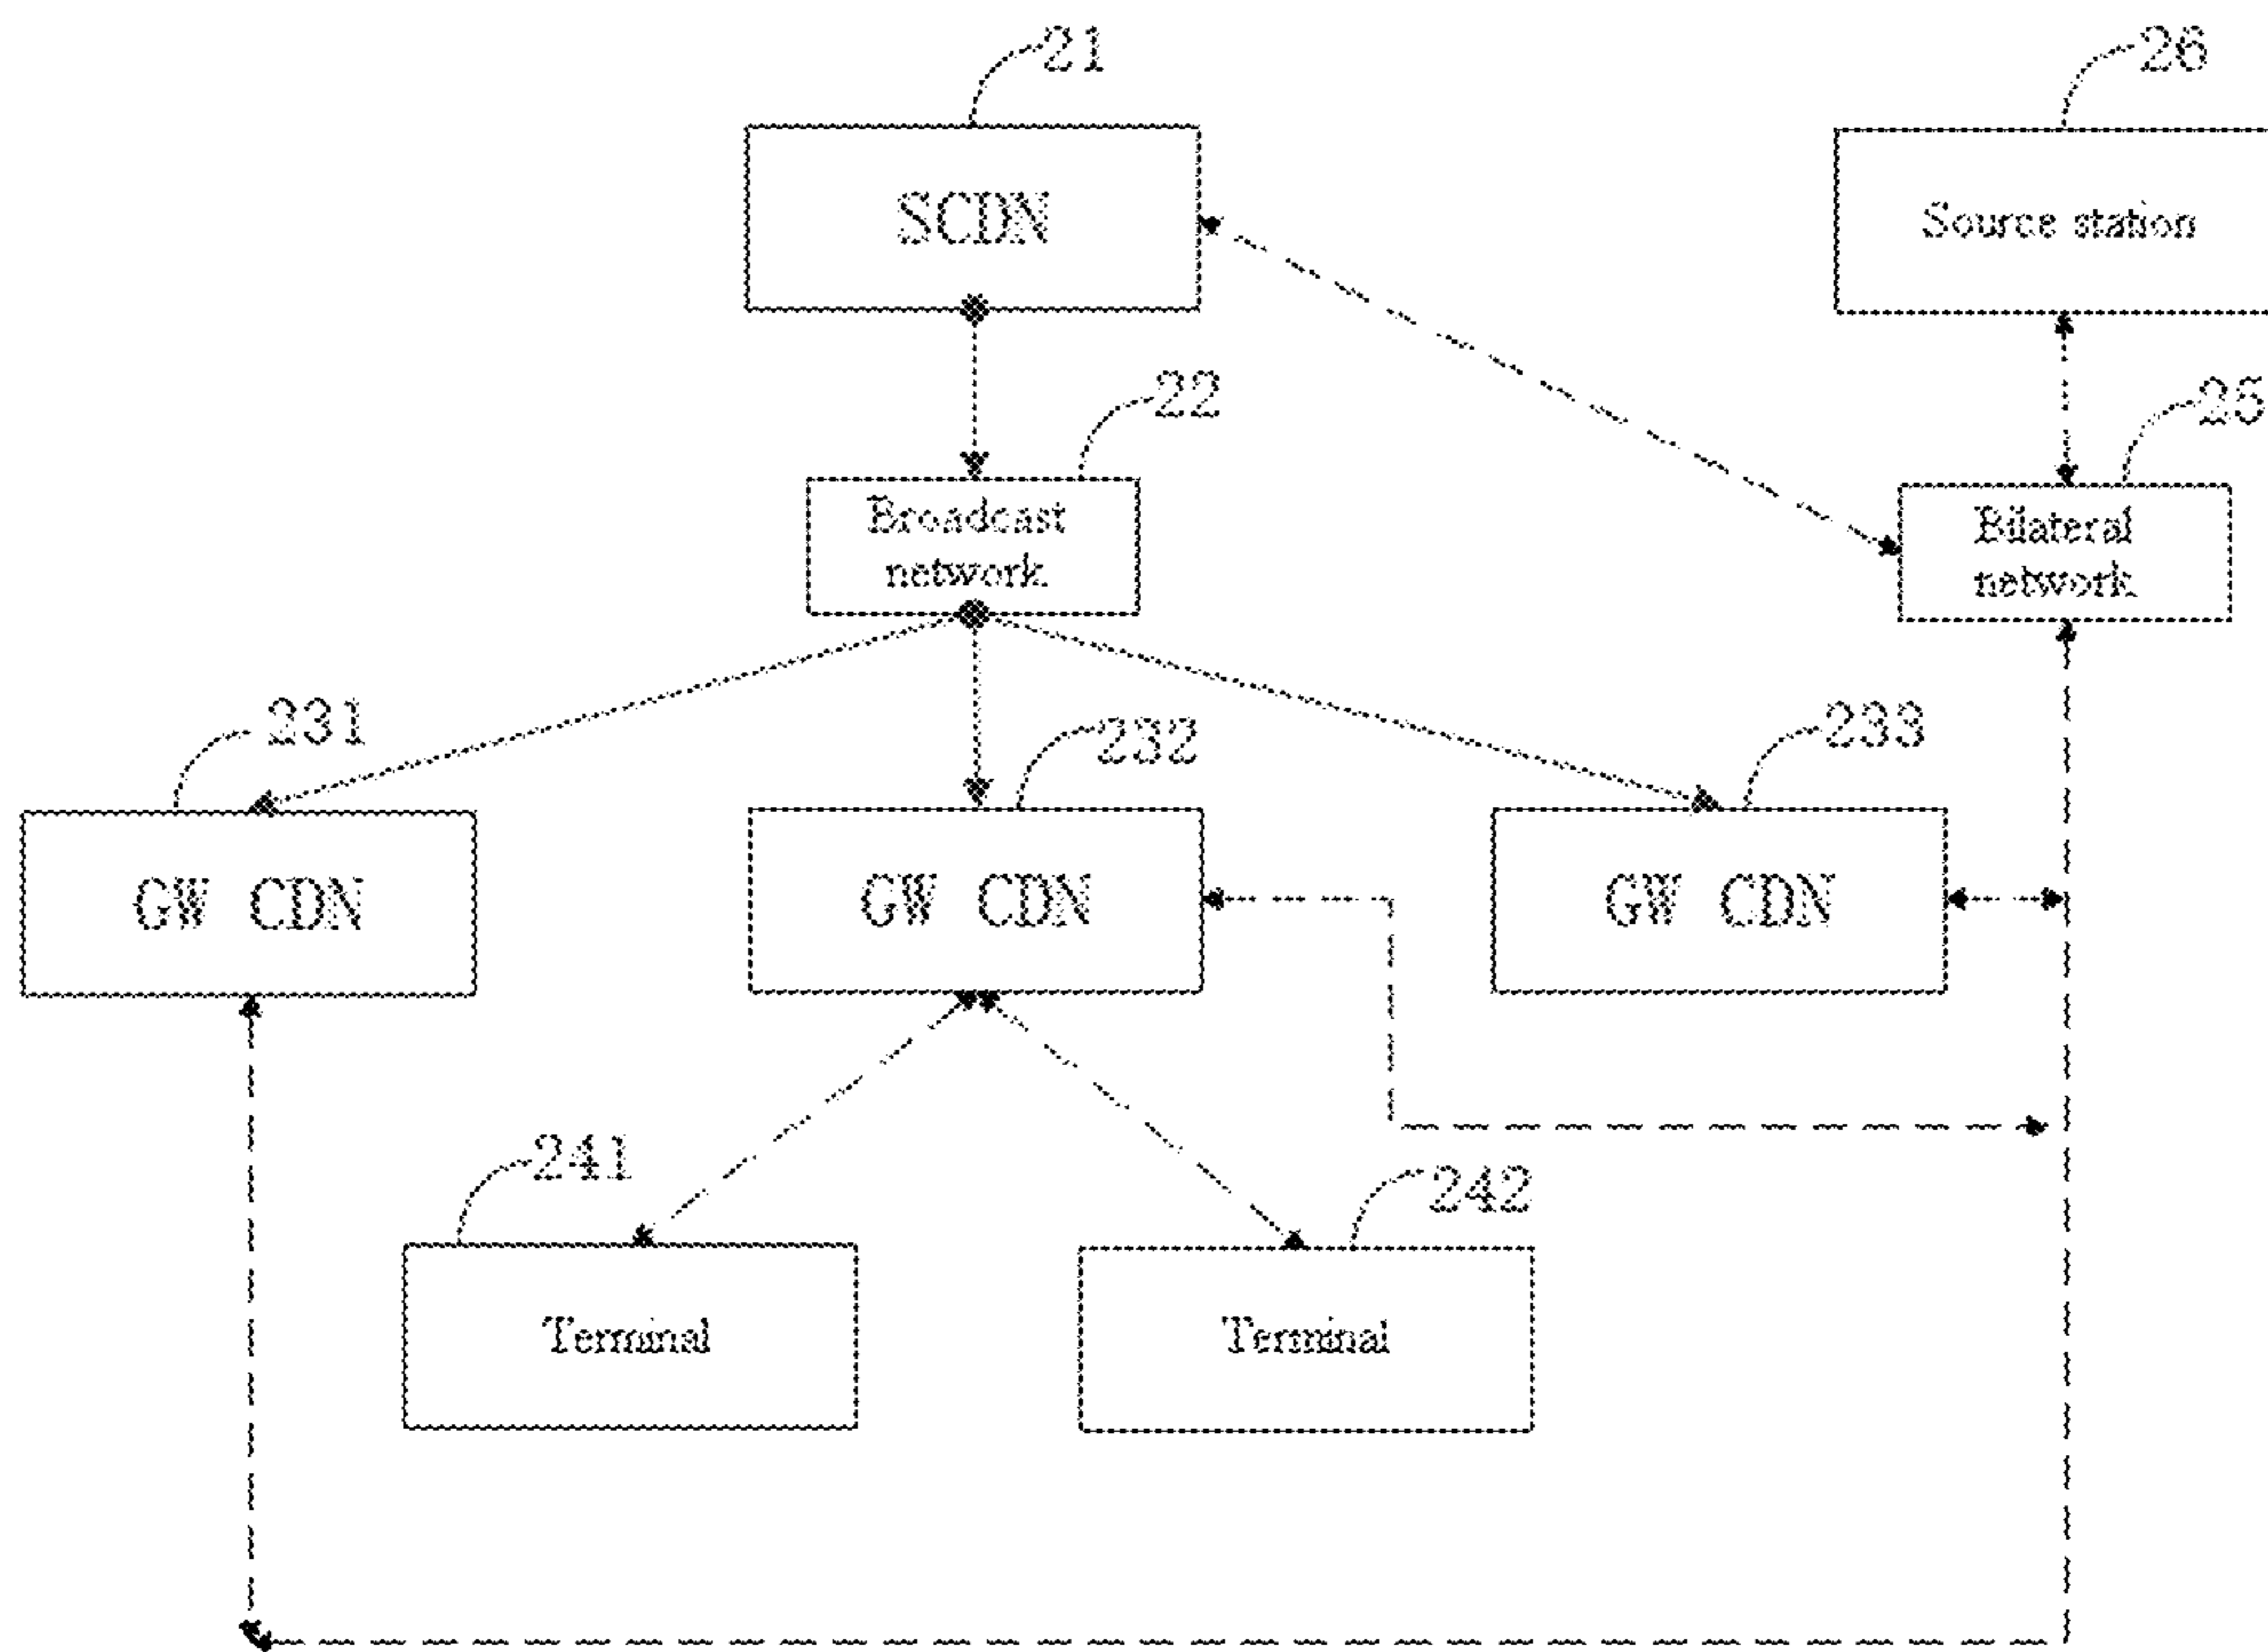 21
26
SCDN
Source station
22
25
Broadcast
network
Bilateral
network
231
232
233
GW CDN
GW CDN
GW CDN
241
242
Terminal
Terminal